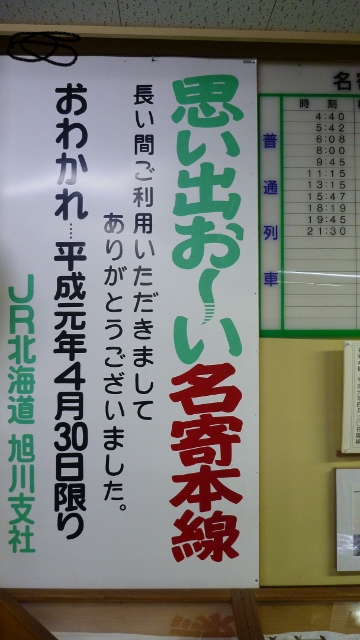 思い出お～い名寄本線
長い間ご利用いただきまして
ありがとうございました。
おわかれ…平成元年4月30日限り
JR北海道 旭川支社
名寄
時刻
普通列車
4:40
5:42
6:08
8:00
9:45
11:15
13:15
15:47
18:19
19:45
21:30